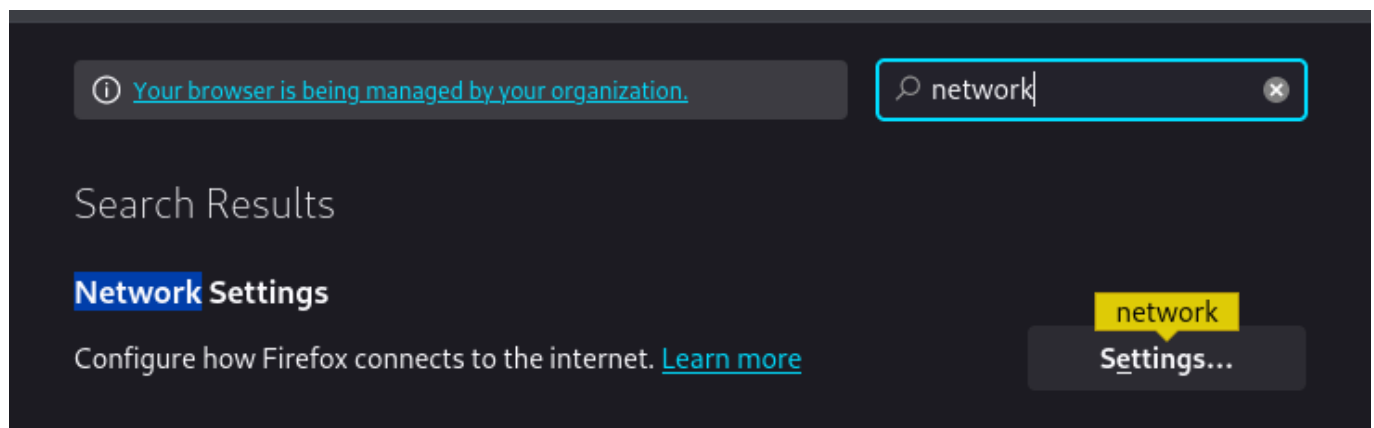 Your browser is being managed by your organization.
network
Search Results
Network Settings
network
Configure how Firefox connects to the internet. Learn more
Settings...